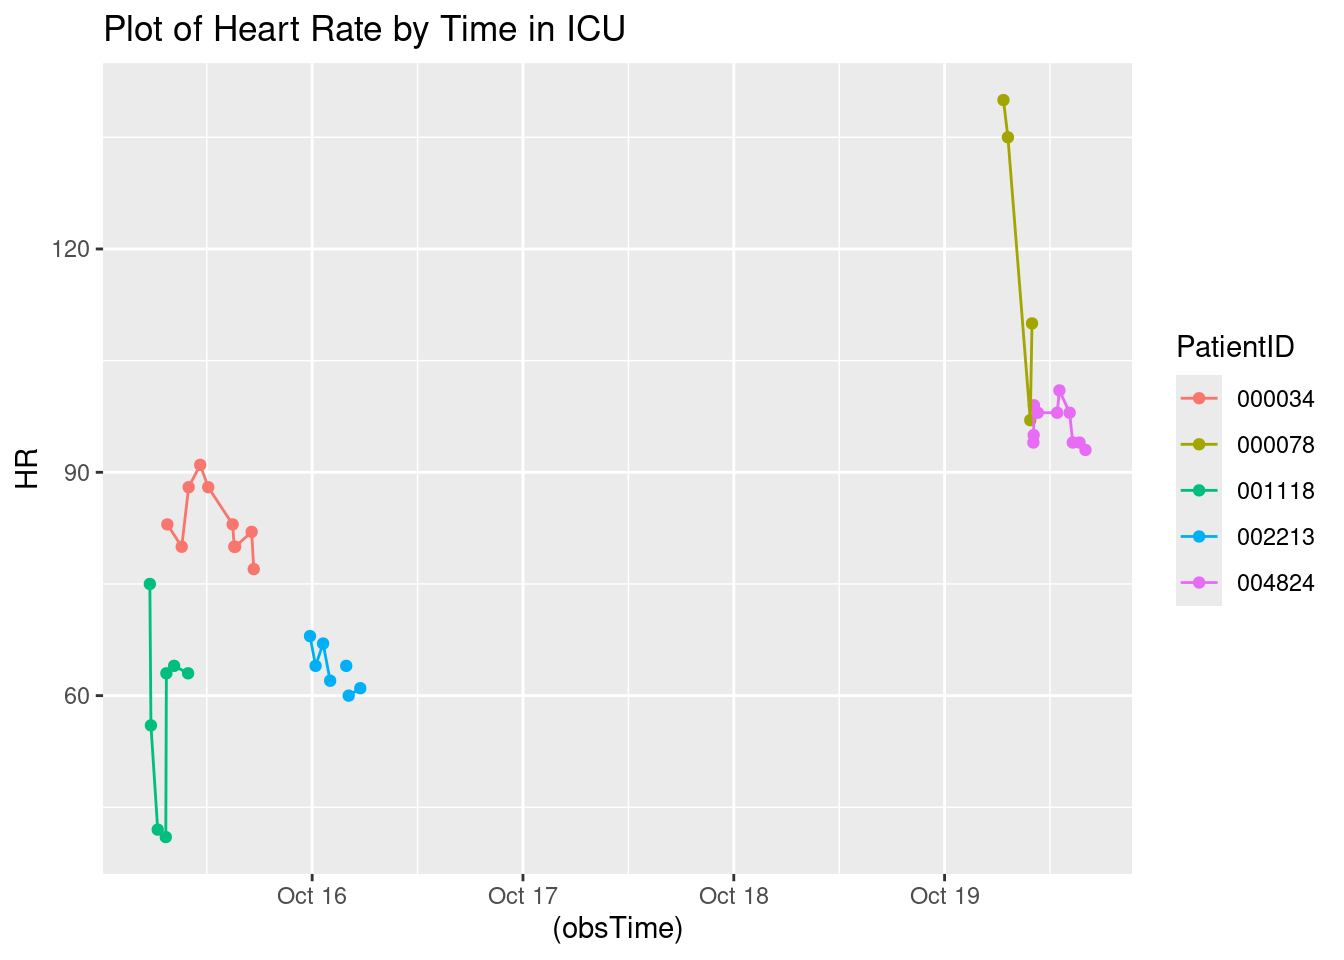 Plot of Heart Rate by Time in ICU
120
90
60
HR
Oct 16
Oct 17
Oct 18
Oct 19
(obsTime)
PatientID
000034
000078
001118
002213
004824